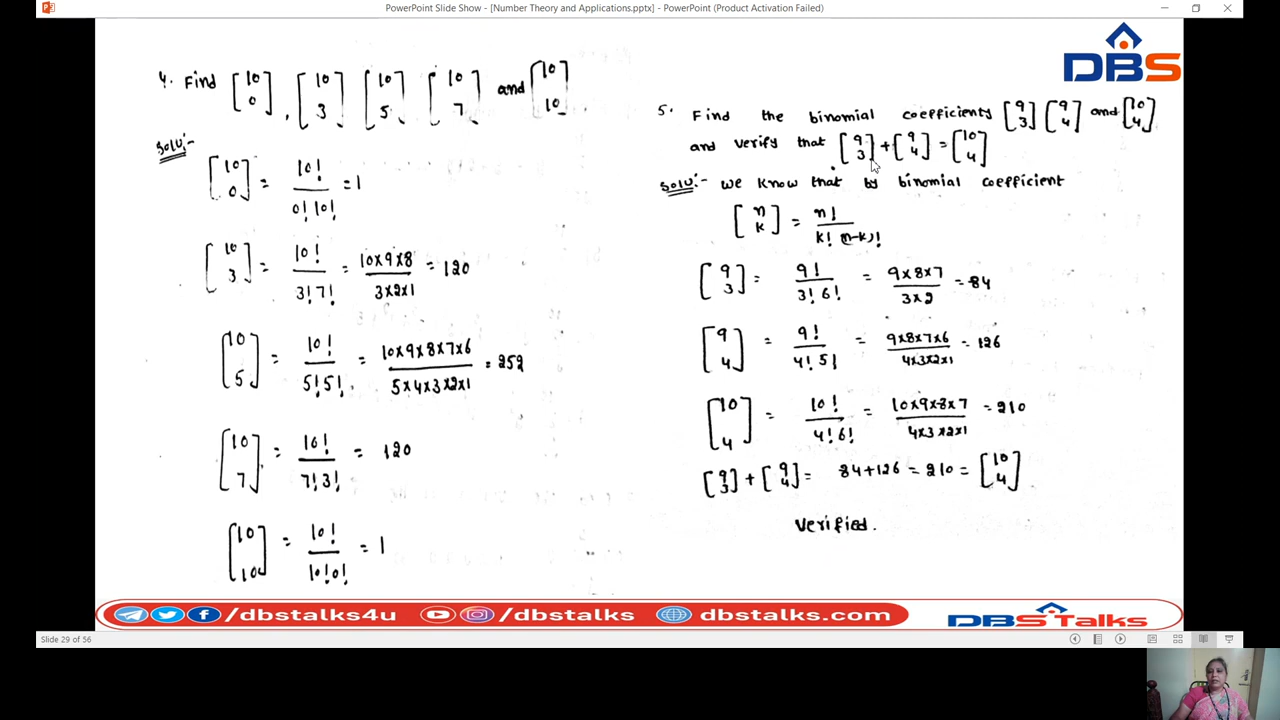 PowerPoint Slide Show - [Number Theory and Applications.pptx] - PowerPoint (Product Activation Failed)
DBS
4. Find [10 0], [10 3] [10 5] [10 7] and [10 10]
Solu:-
[10 0] = 10! / 0! 10! = 1
[10 3] = 10! / 3! 7! = 10x9x8 / 3x2x1 = 120
[10 5] = 10! / 5! 5! = 10x9x8x7x6 / 5x4x3x2x1 = 252
[10 7] = 10! / 7! 3! = 120
[10 10] = 10! / 10! 0! = 1
5. Find the binomial coefficients [9 3] [9 4] and [10 4]
and verify that [9 3] + [9 4] = [10 4]
Solu:- We know that by binomial coefficient
[n k] = n! / k! (n-k)!
[9 3] = 9! / 3! 6! = 9x8x7 / 3x2 = 84
[9 4] = 9! / 4! 5! = 9x8x7x6 / 4x3x2x1 = 126
[10 4] = 10! / 4! 6! = 10x9x8x7 / 4x3x2x1 = 210
[9 3] + [9 4] = 84+126 = 210 = [10 4]
Verified.
/dbstalks4u /dbstalks dbstalks.com
DBS Talks
Slide 29 of 56